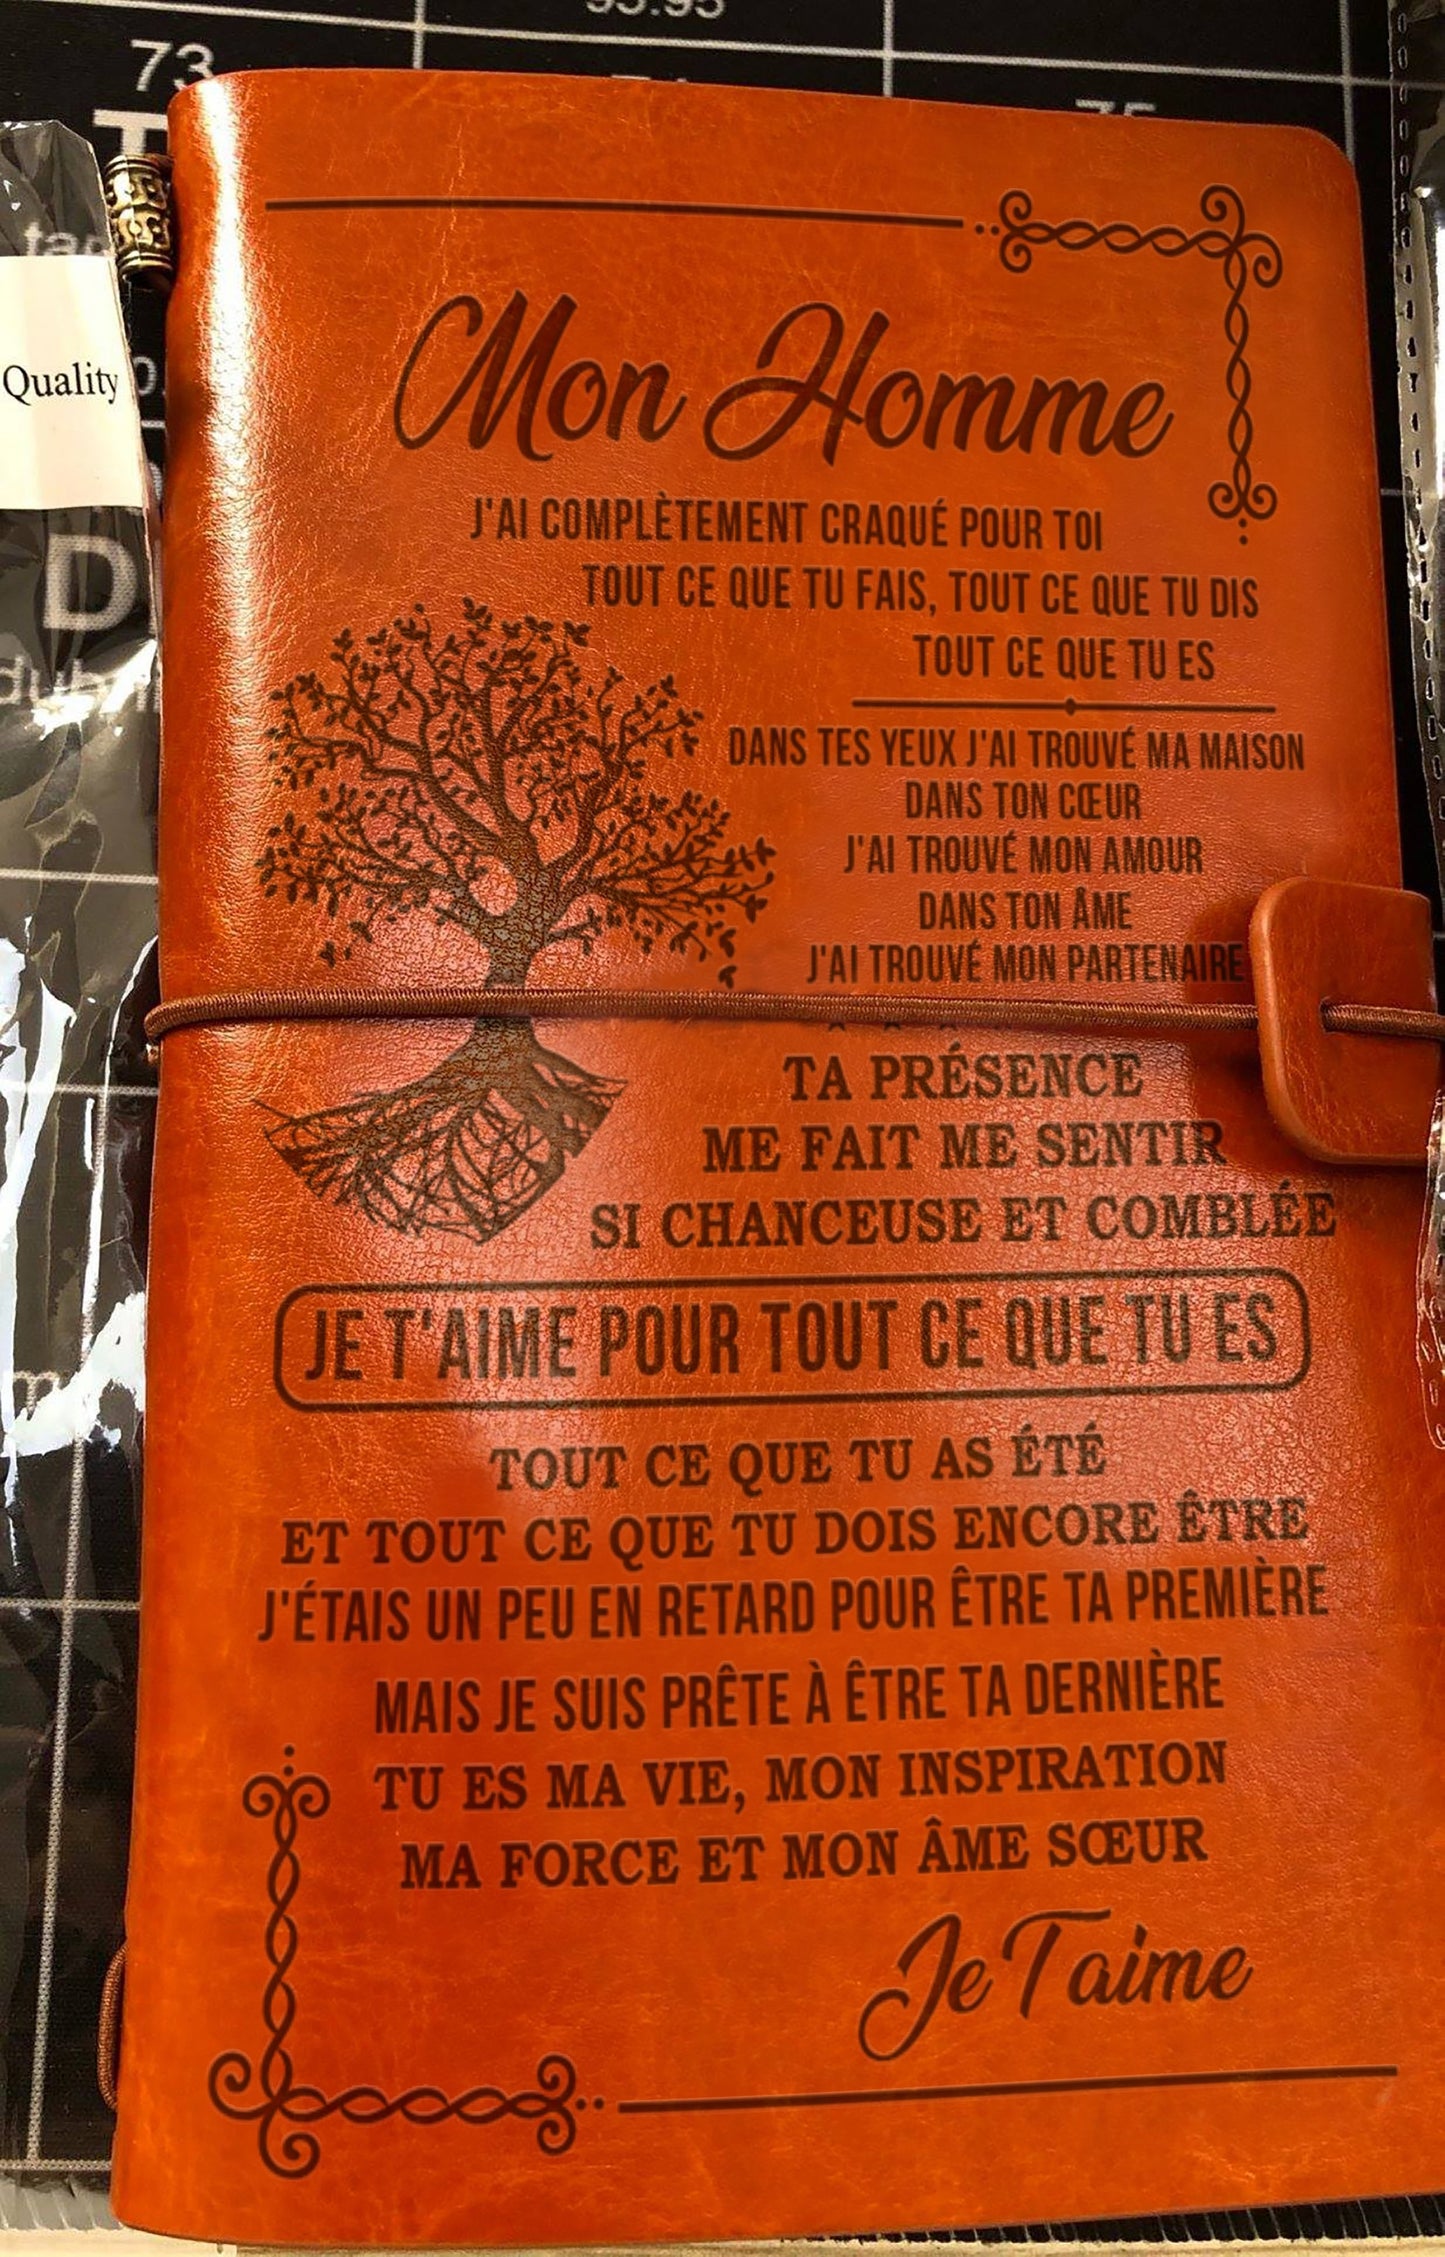 93.95
73
75
Quality
D
Mon Homme
J'AI COMPLÈTEMENT CRAQUÉ POUR TOI
TOUT CE QUE TU FAIS, TOUT CE QUE TU DIS
TOUT CE QUE TU ES
DANS TES YEUX J'AI TROUVÉ MA MAISON
DANS TON CŒUR
J'AI TROUVÉ MON AMOUR
DANS TON ÂME
J'AI TROUVÉ MON PARTENAIRE
TA PRÉSENCE
ME FAIT ME SENTIR
SI CHANCEUSE ET COMBLÉE
JE T'AIME POUR TOUT CE QUE TU ES
TOUT CE QUE TU AS ÉTÉ
ET TOUT CE QUE TU DOIS ENCORE ÊTRE
J'ÉTAIS UN PEU EN RETARD POUR ÊTRE TA PREMIÈRE
MAIS JE SUIS PRÊTE À ÊTRE TA DERNIÈRE
TU ES MA VIE, MON INSPIRATION
MA FORCE ET MON ÂME SŒUR
Je T'aime